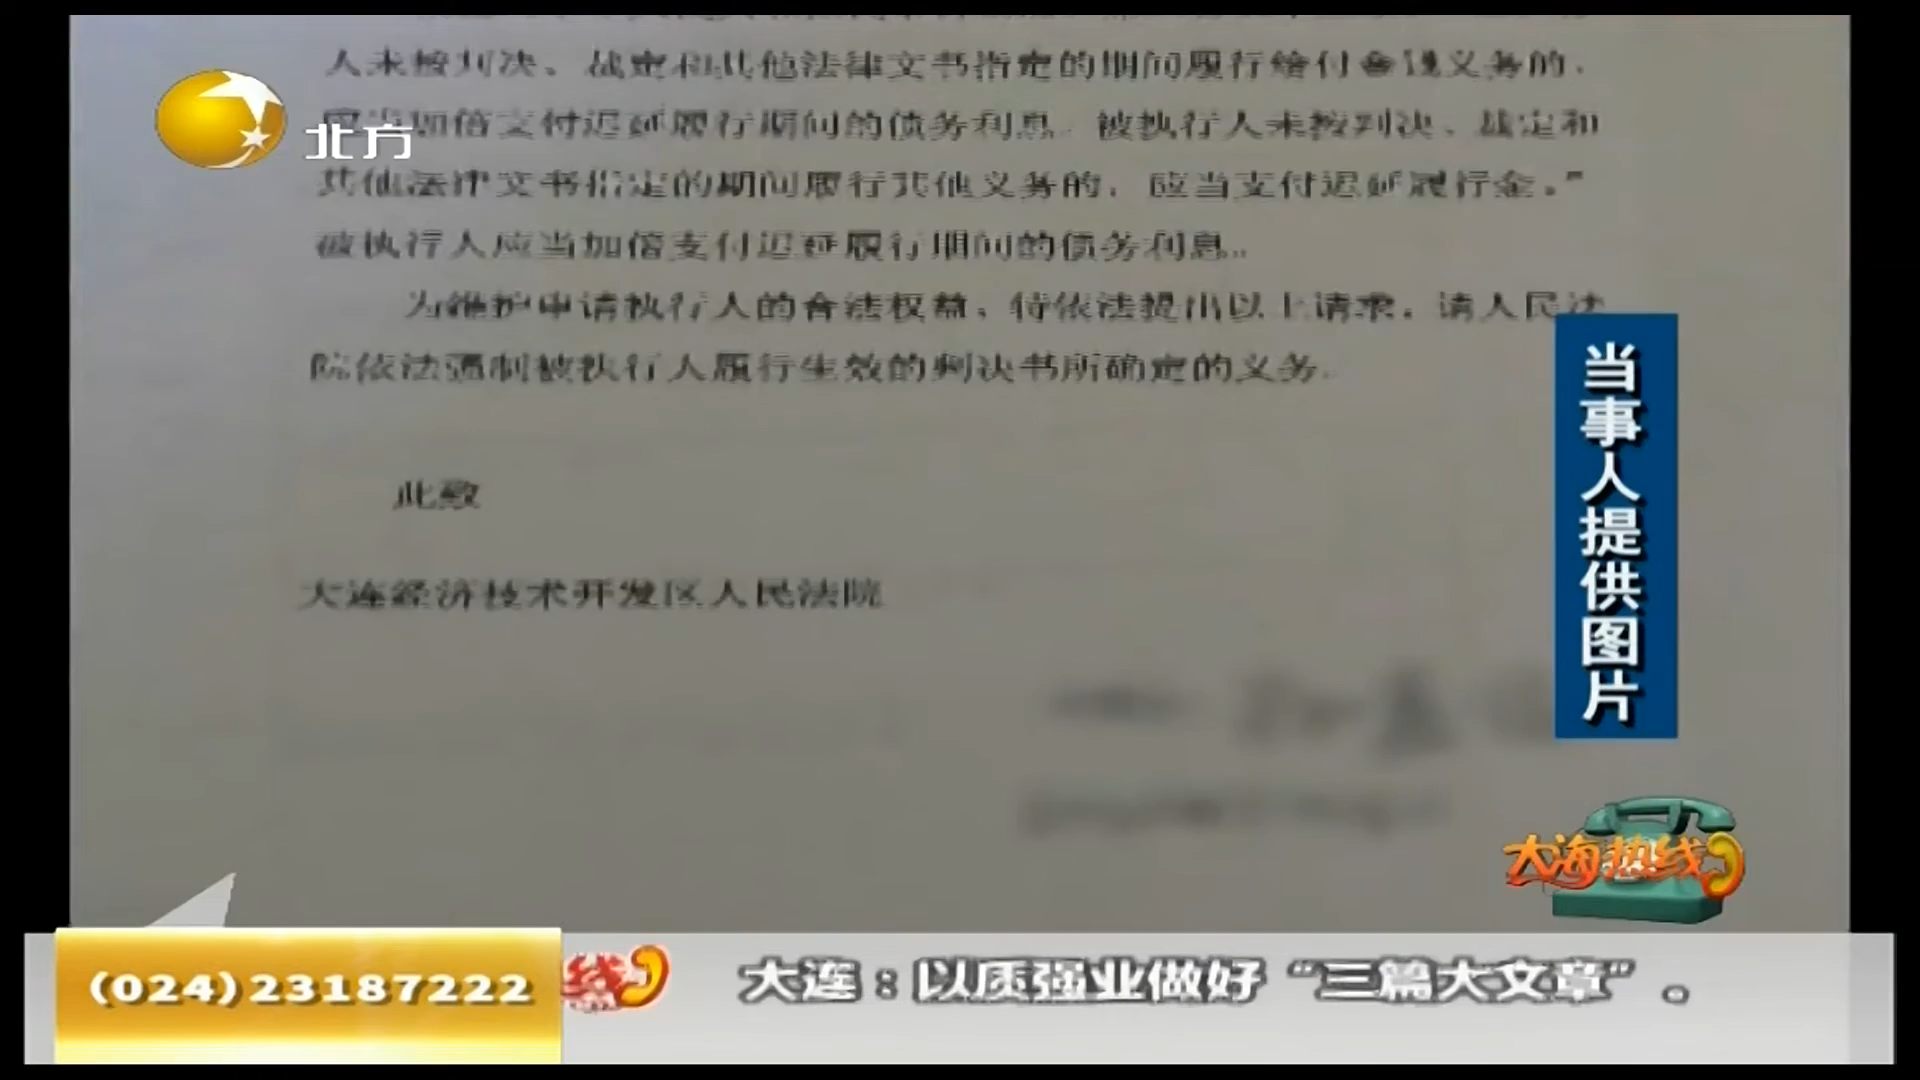 人未按判决、裁定和其他法律文书指定的期间履行给付金钱义务的，
应当加倍支付迟延履行期间的债务利息。被执行人未按判决、裁定和
其他法律文书指定的期间履行其他义务的，应当支付迟延履行金。”
被执行人应当加倍支付迟延履行期间的债务利息。
为维护申请执行人的合法权益，特依法提出以上请求，请人民法
院依法强制被执行人履行生效的判决书所确定的义务。
此致
大连经济技术开发区人民法院
北方
当事人提供图片
大海热线
(024)23187222
线
大连：以质强业做好“三篇大文章”。